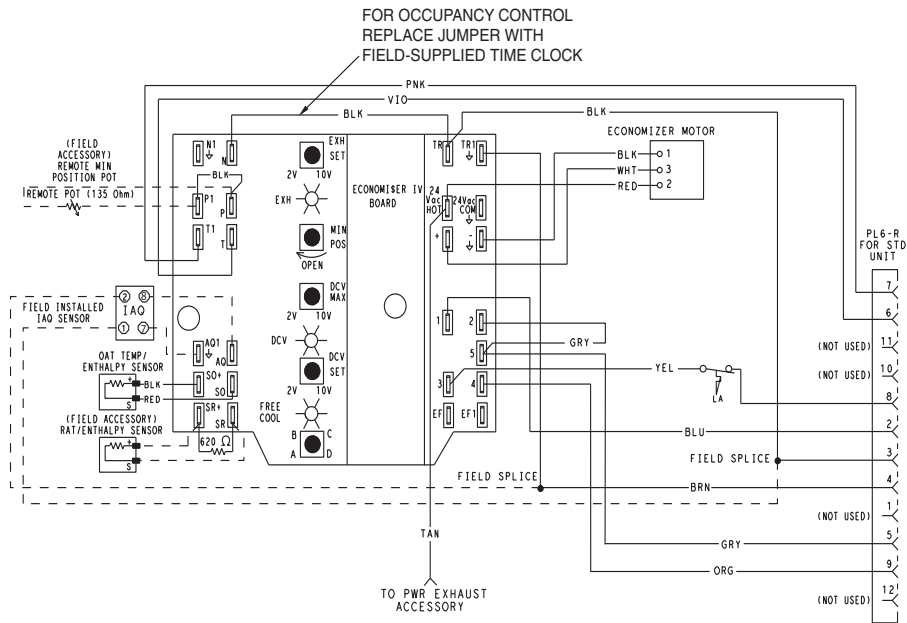 FOR OCCUPANCY CONTROL
REPLACE JUMPER WITH
FIELD-SUPPLIED TIME CLOCK
PNK
VIO
BLK
BLK
(FIELD
ACCESSORY)
REMOTE MIN
POSITION POT
REMOTE POT (135 Ohm)
N1
N
BLK
P1
P
T1
T
EXH
SET
2V 10V
EXH
MIN
POS
OPEN
DCV
MAX
2V 10V
DCV
DCV
SET
2V 10V
FREE
COOL
B C
A D
ECONOMISER IV
BOARD
TR TR1
24
Vac
HOT
24Vac
COM
+ -
1 2
5
3 4
EF EF1
ECONOMIZER MOTOR
BLK 1
WHT 3
RED 2
FIELD INSTALLED
IAQ SENSOR
2 8
IAQ
1 7
AQ1
AQ
OAT TEMP/
ENTHALPY SENSOR
+ BLK
S RED
SO+
SO
(FIELD ACCESSORY)
RAT/ENTHALPY SENSOR
+
S
SR+
SR
620 Ω
GRY
YEL
LA
BLU
FIELD SPLICE
FIELD SPLICE
BRN
TAN
GRY
ORG
TO PWR EXHAUST
ACCESSORY
PL6-R
FOR STD
UNIT
7
6
(NOT USED) 11
(NOT USED) 10
8
2
3
4
(NOT USED) 1
5
9
(NOT USED) 12